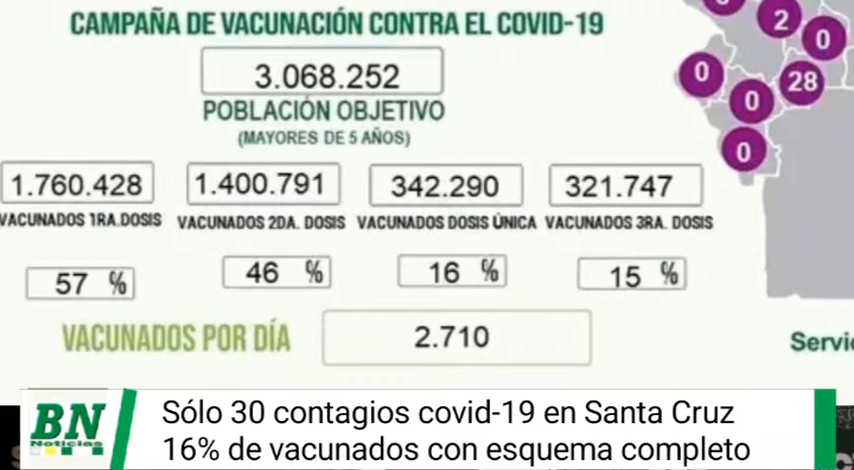 CAMPAÑA DE VACUNACIÓN CONTRA EL COVID-19
3.068.252
POBLACIÓN OBJETIVO
(MAYORES DE 5 AÑOS)
1.760.428 1.400.791 342.290 321.747
VACUNADOS 1RA.DOSIS VACUNADOS 2DA. DOSIS VACUNADOS DOSIS ÚNICA VACUNADOS 3RA. DOSIS
57 % 46 % 16 % 15 %
VACUNADOS POR DÍA 2.710
2
0
0
28
0
0
BN
Noticias
Sólo 30 contagios covid-19 en Santa Cruz
16% de vacunados con esquema completo